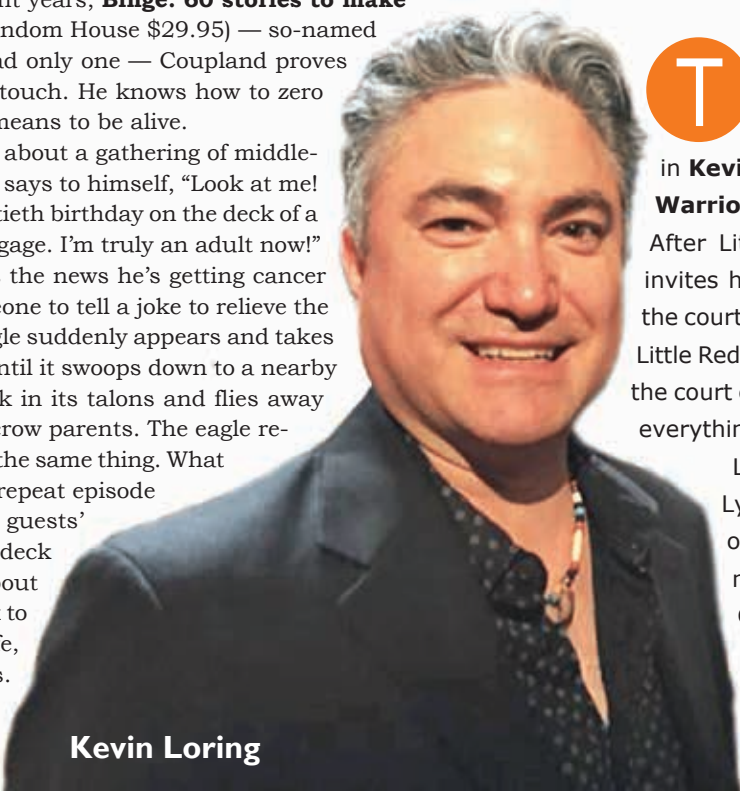 nt years, Binge: 60 stories to make
ndom House $29.95) — so-named
d only one — Coupland proves
touch. He knows how to zero
means to be alive.
about a gathering of middle-
says to himself, “Look at me!
tieth birthday on the deck of a
gage. I’m truly an adult now!”
the news he’s getting cancer
eone to tell a joke to relieve the
gle suddenly appears and takes
ntil it swoops down to a nearby
k in its talons and flies away
crow parents. The eagle re-
the same thing. What
repeat episode
guests’
deck
bout
to
fe,
s.
Kevin Loring
T
in Kevi
Warrio
After Lit
invites h
the court
Little Red
the court
everythin
L
Ly
o